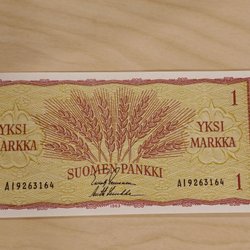 1
YKSI
MARKKA
YKSI
MARKKA
SUOMEN PANKKI
AI9263164
AI9263164
1